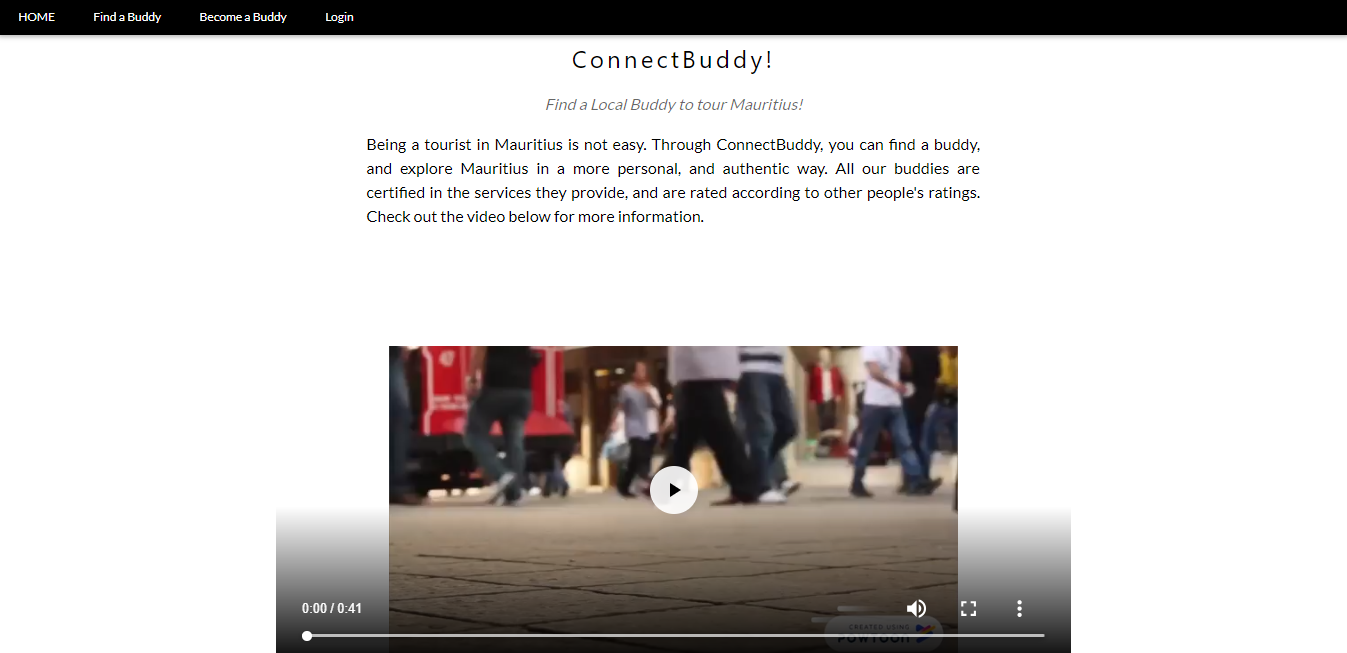 HOME Find a Buddy Become a Buddy Login
ConnectBuddy!
Find a Local Buddy to tour Mauritius!
Being a tourist in Mauritius is not easy. Through ConnectBuddy, you can find a buddy,
and explore Mauritius in a more personal, and authentic way. All our buddies are
certified in the services they provide, and are rated according to other people's ratings.
Check out the video below for more information.
0:00 / 0:41
CREATED USING
POWTOON